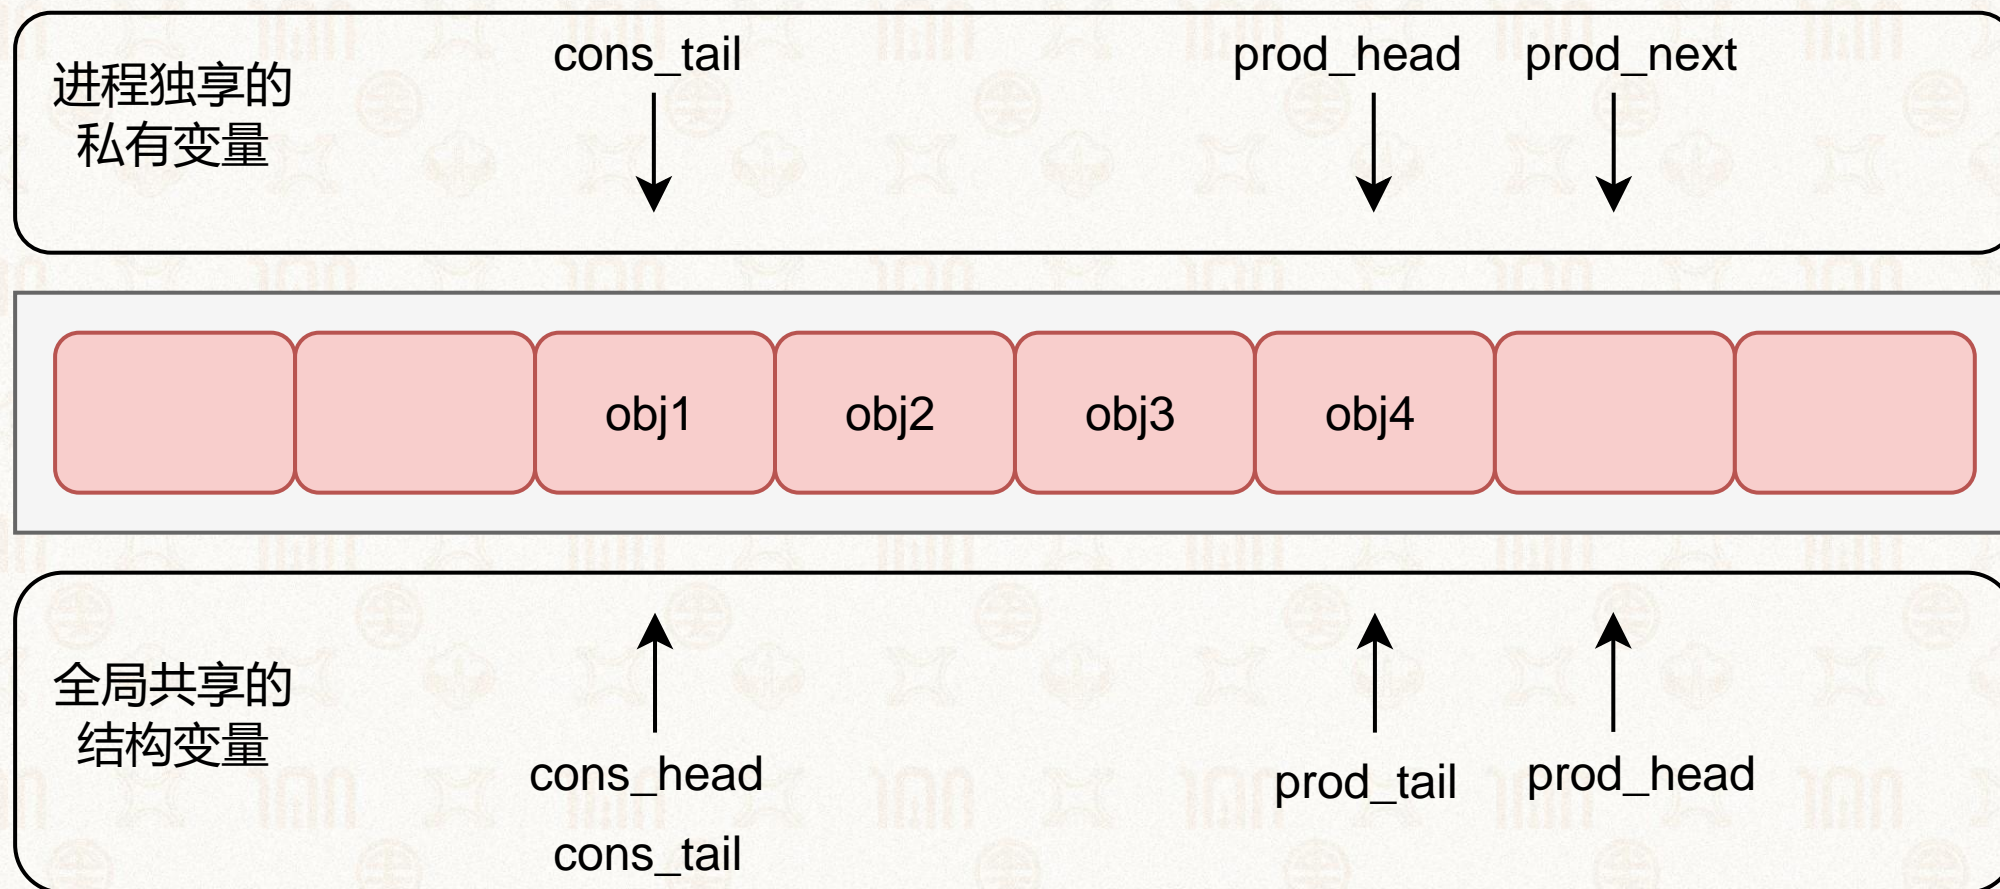 进程独享的
私有变量
cons_tail
prod_head
prod_next
obj1
obj2
obj3
obj4
全局共享的
结构变量
cons_head
cons_tail
prod_tail
prod_head